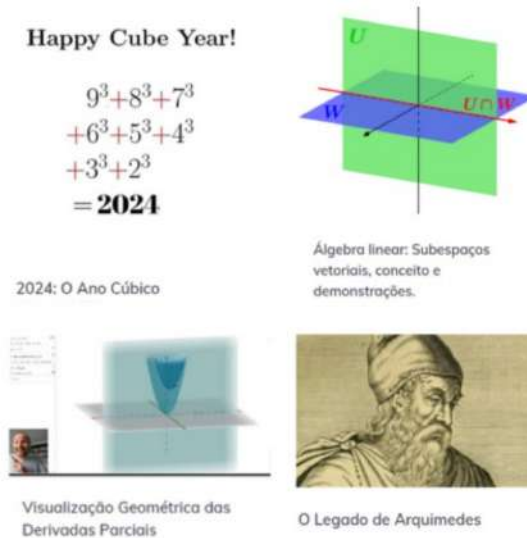 Happy Cube Year!
9³+8³+7³
+6³+5³+4³
+3³+2³
= 2024
2024: O Ano Cúbico
U
W
U∩W
Álgebra linear: Subespaços
vetoriais, conceito e
demonstrações.
Visualização Geométrica das
Derivadas Parciais
O Legado de Arquimedes